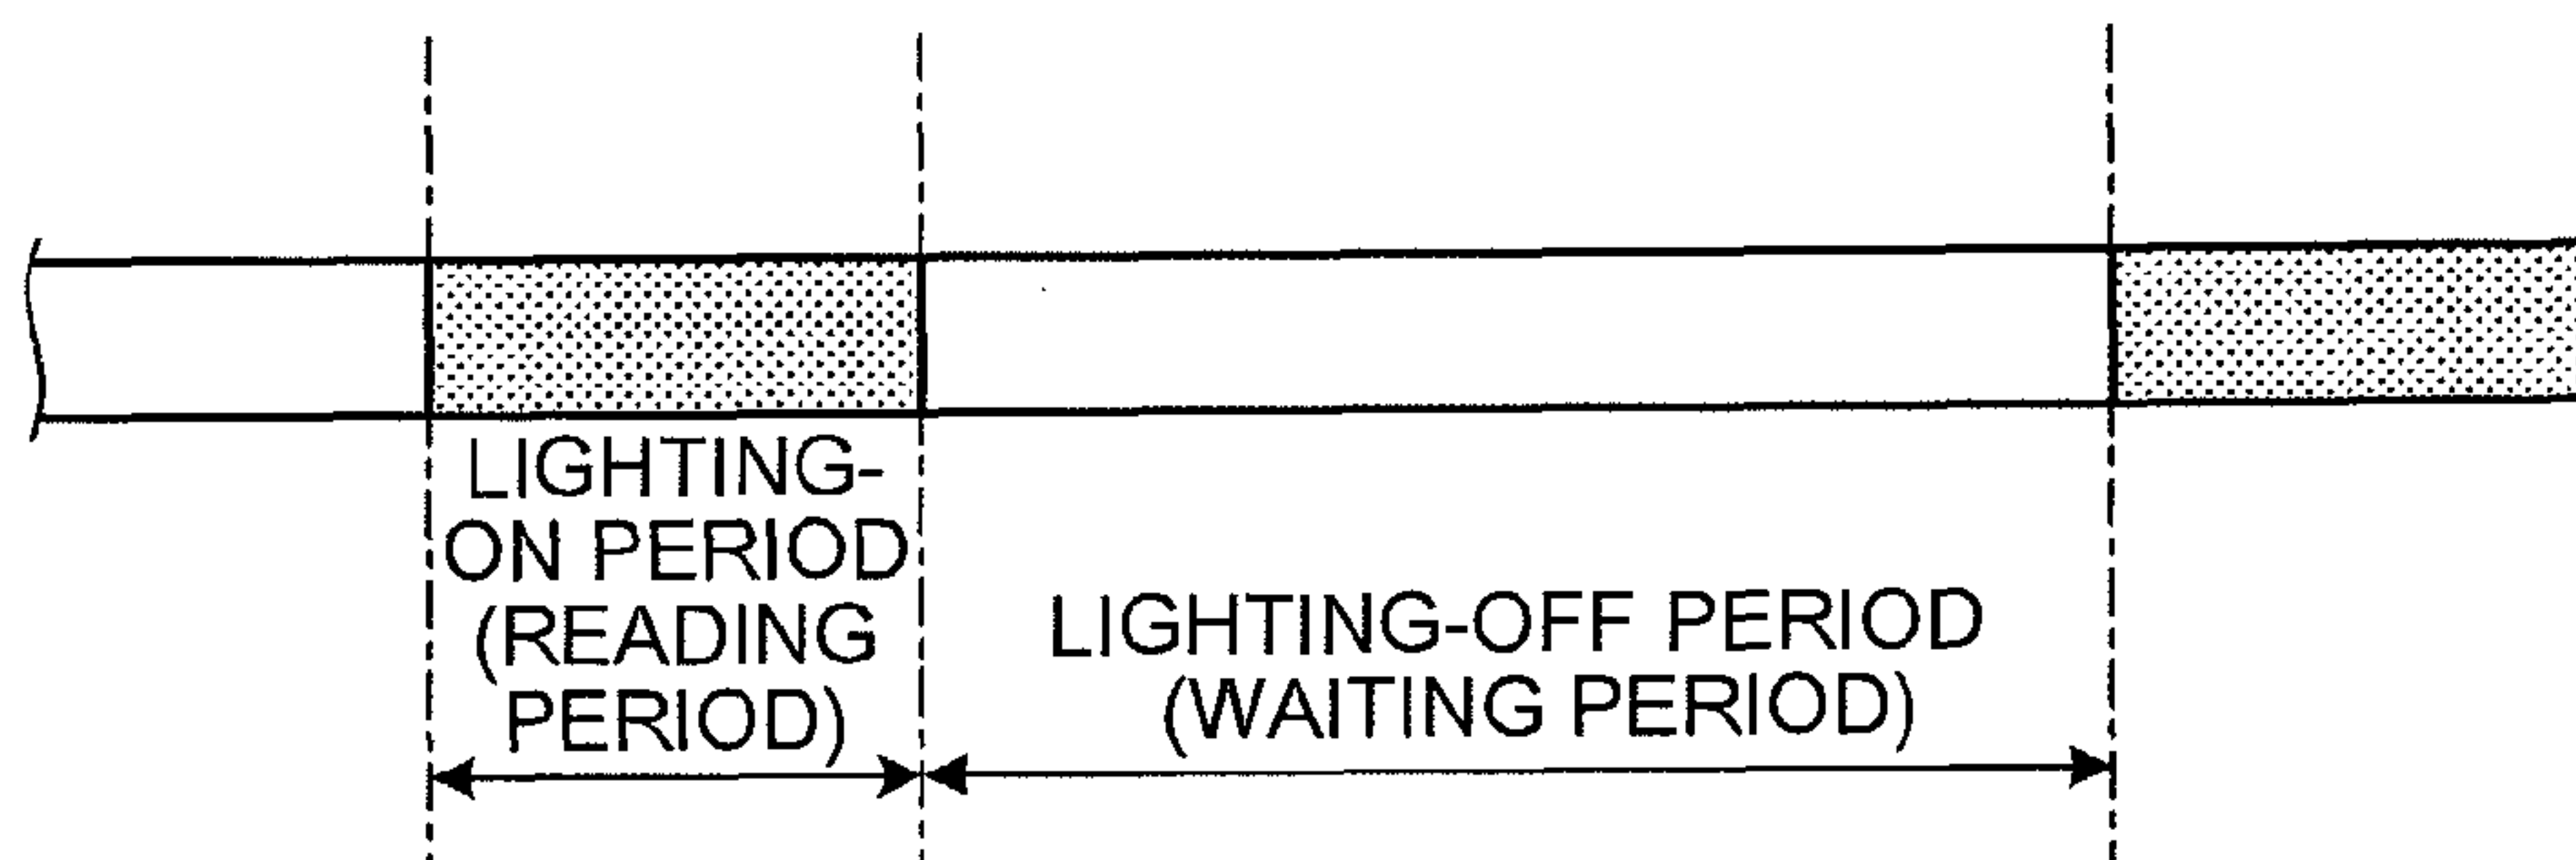 LIGHTING-
ON PERIOD
(READING
PERIOD)
LIGHTING-OFF PERIOD
(WAITING PERIOD)